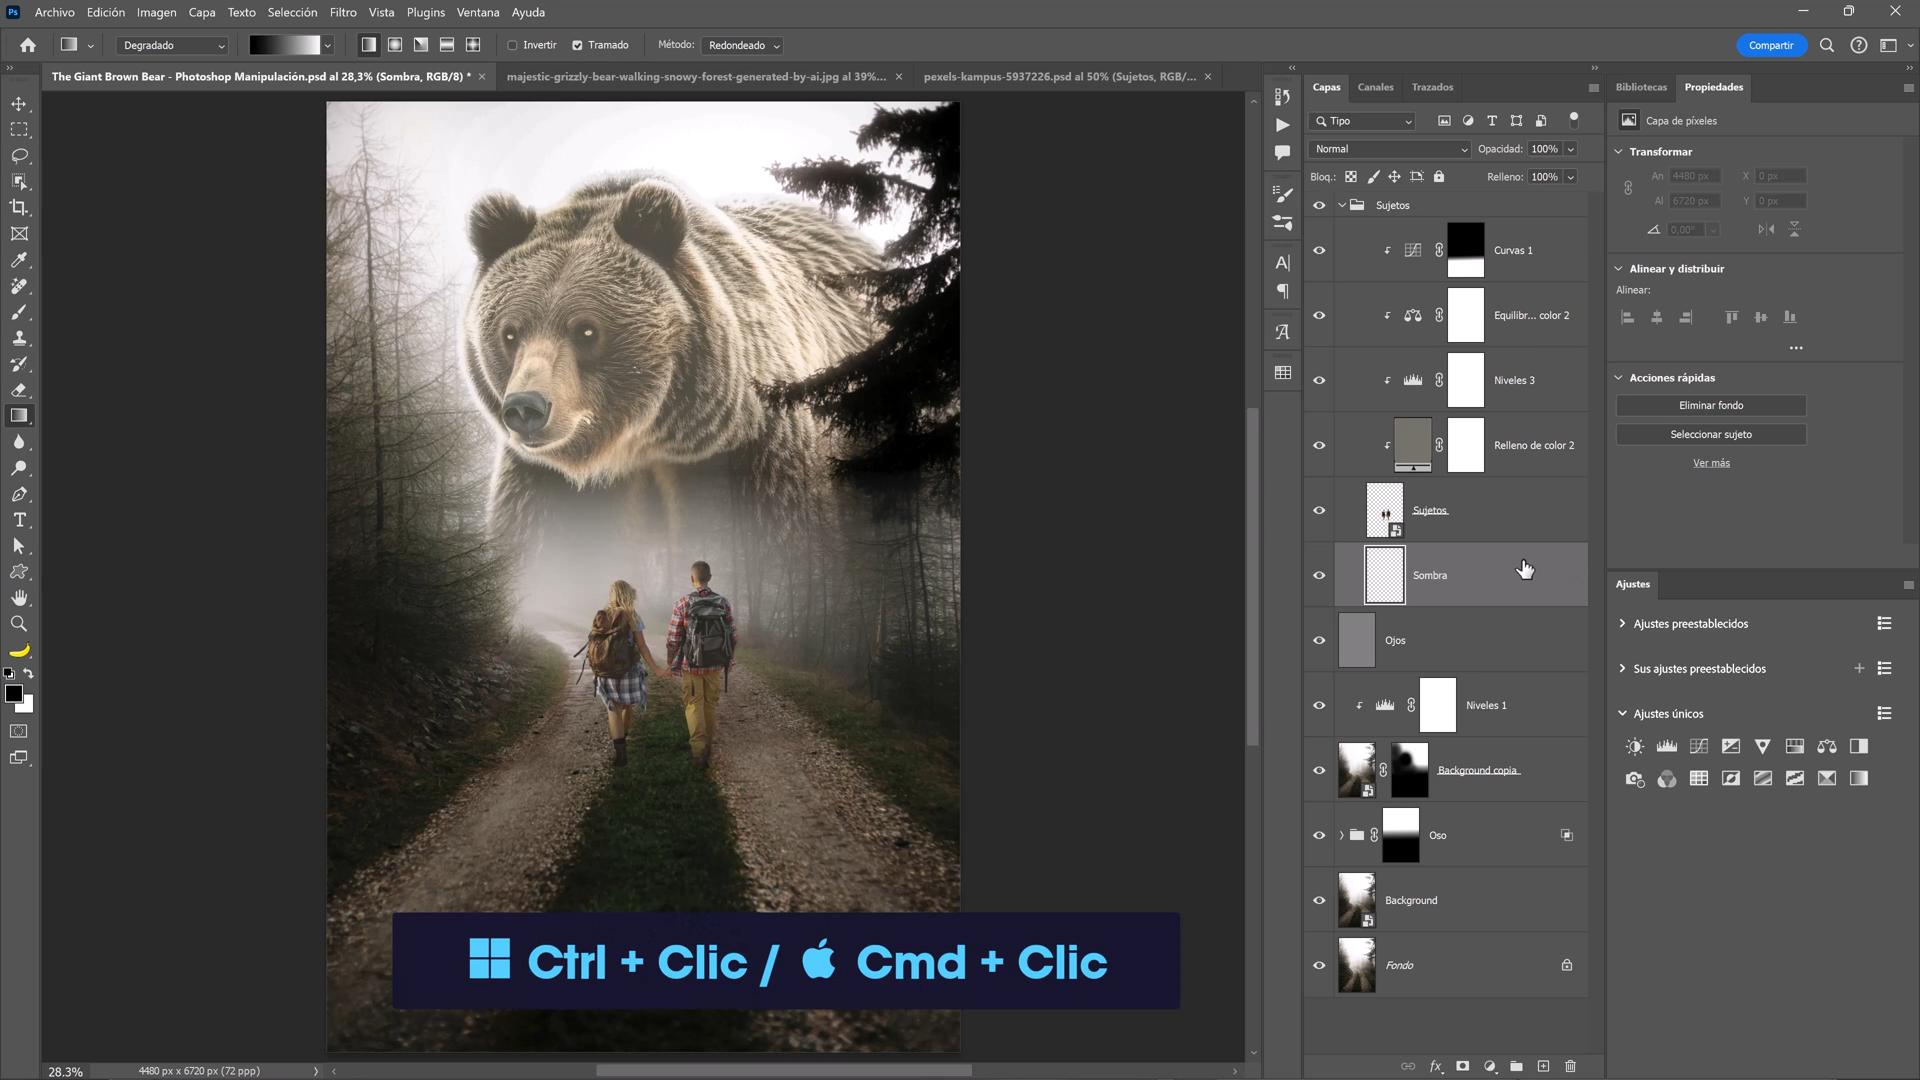 Ps Archivo Edición Imagen Capa Texto Selección Filtro Vista Plugins Ventana Ayuda
Degradado Invertir Tramado Método: Redondeado Compartir
The Giant Brown Bear - Photoshop Manipulación.psd al 28,3% (Sombra, RGB/8) * majestic-grizzly-bear-walking-snowy-forest-generated-by-ai.jpg al 39%... pexels-kampus-5937226.psd al 50% (Sujetos, RGB/...
Capas Canales Trazados
Tipo
Normal Opacidad: 100%
Bloq.: Relleno: 100%
Sujetos
Curvas 1
Equilibr... color 2
Niveles 3
Relleno de color 2
Sujetos
Sombra
Ojos
Niveles 1
Background copia
Oso
Background
Fondo
Bibliotecas Propiedades
Capa de píxeles
Transformar
An 4480 px X 0 px
Al 6720 px Y 0 px
0,00°
Alinear y distribuir
Alinear:
Acciones rápidas
Eliminar fondo
Seleccionar sujeto
Ver más
Ajustes
Ajustes preestablecidos
Sus ajustes preestablecidos
Ajustes únicos
Ctrl + Clic / Cmd + Clic
28.3% 4480 px x 6720 px (72 ppp)